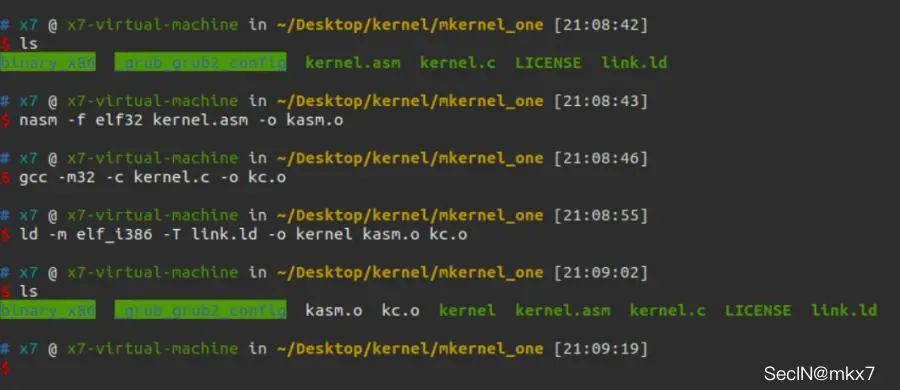 # x7 @ x7-virtual-machine in ~/Desktop/kernel/mkernel_one [21:08:42]
$ ls
binary_x86 _grub_grub2_config kernel.asm kernel.c LICENSE link.ld
# x7 @ x7-virtual-machine in ~/Desktop/kernel/mkernel_one [21:08:43]
$ nasm -f elf32 kernel.asm -o kasm.o
# x7 @ x7-virtual-machine in ~/Desktop/kernel/mkernel_one [21:08:46]
$ gcc -m32 -c kernel.c -o kc.o
# x7 @ x7-virtual-machine in ~/Desktop/kernel/mkernel_one [21:08:55]
$ ld -m elf_i386 -T link.ld -o kernel kasm.o kc.o
# x7 @ x7-virtual-machine in ~/Desktop/kernel/mkernel_one [21:09:02]
$ ls
binary_x86 _grub_grub2_config kasm.o kc.o kernel kernel.asm kernel.c LICENSE link.ld
# x7 @ x7-virtual-machine in ~/Desktop/kernel/mkernel_one [21:09:19]
$
SecIN@mkx7